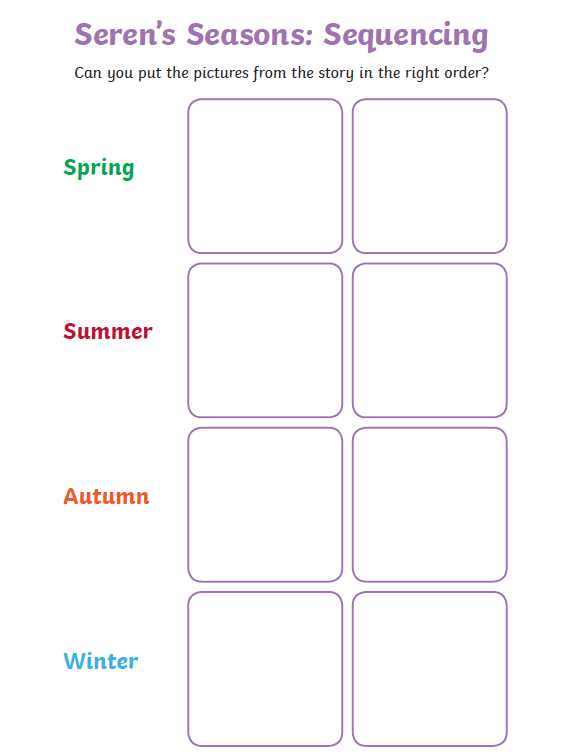 Seren's Seasons: Sequencing
Can you put the pictures from the story in the right order?
Spring
Summer
Autumn
Winter